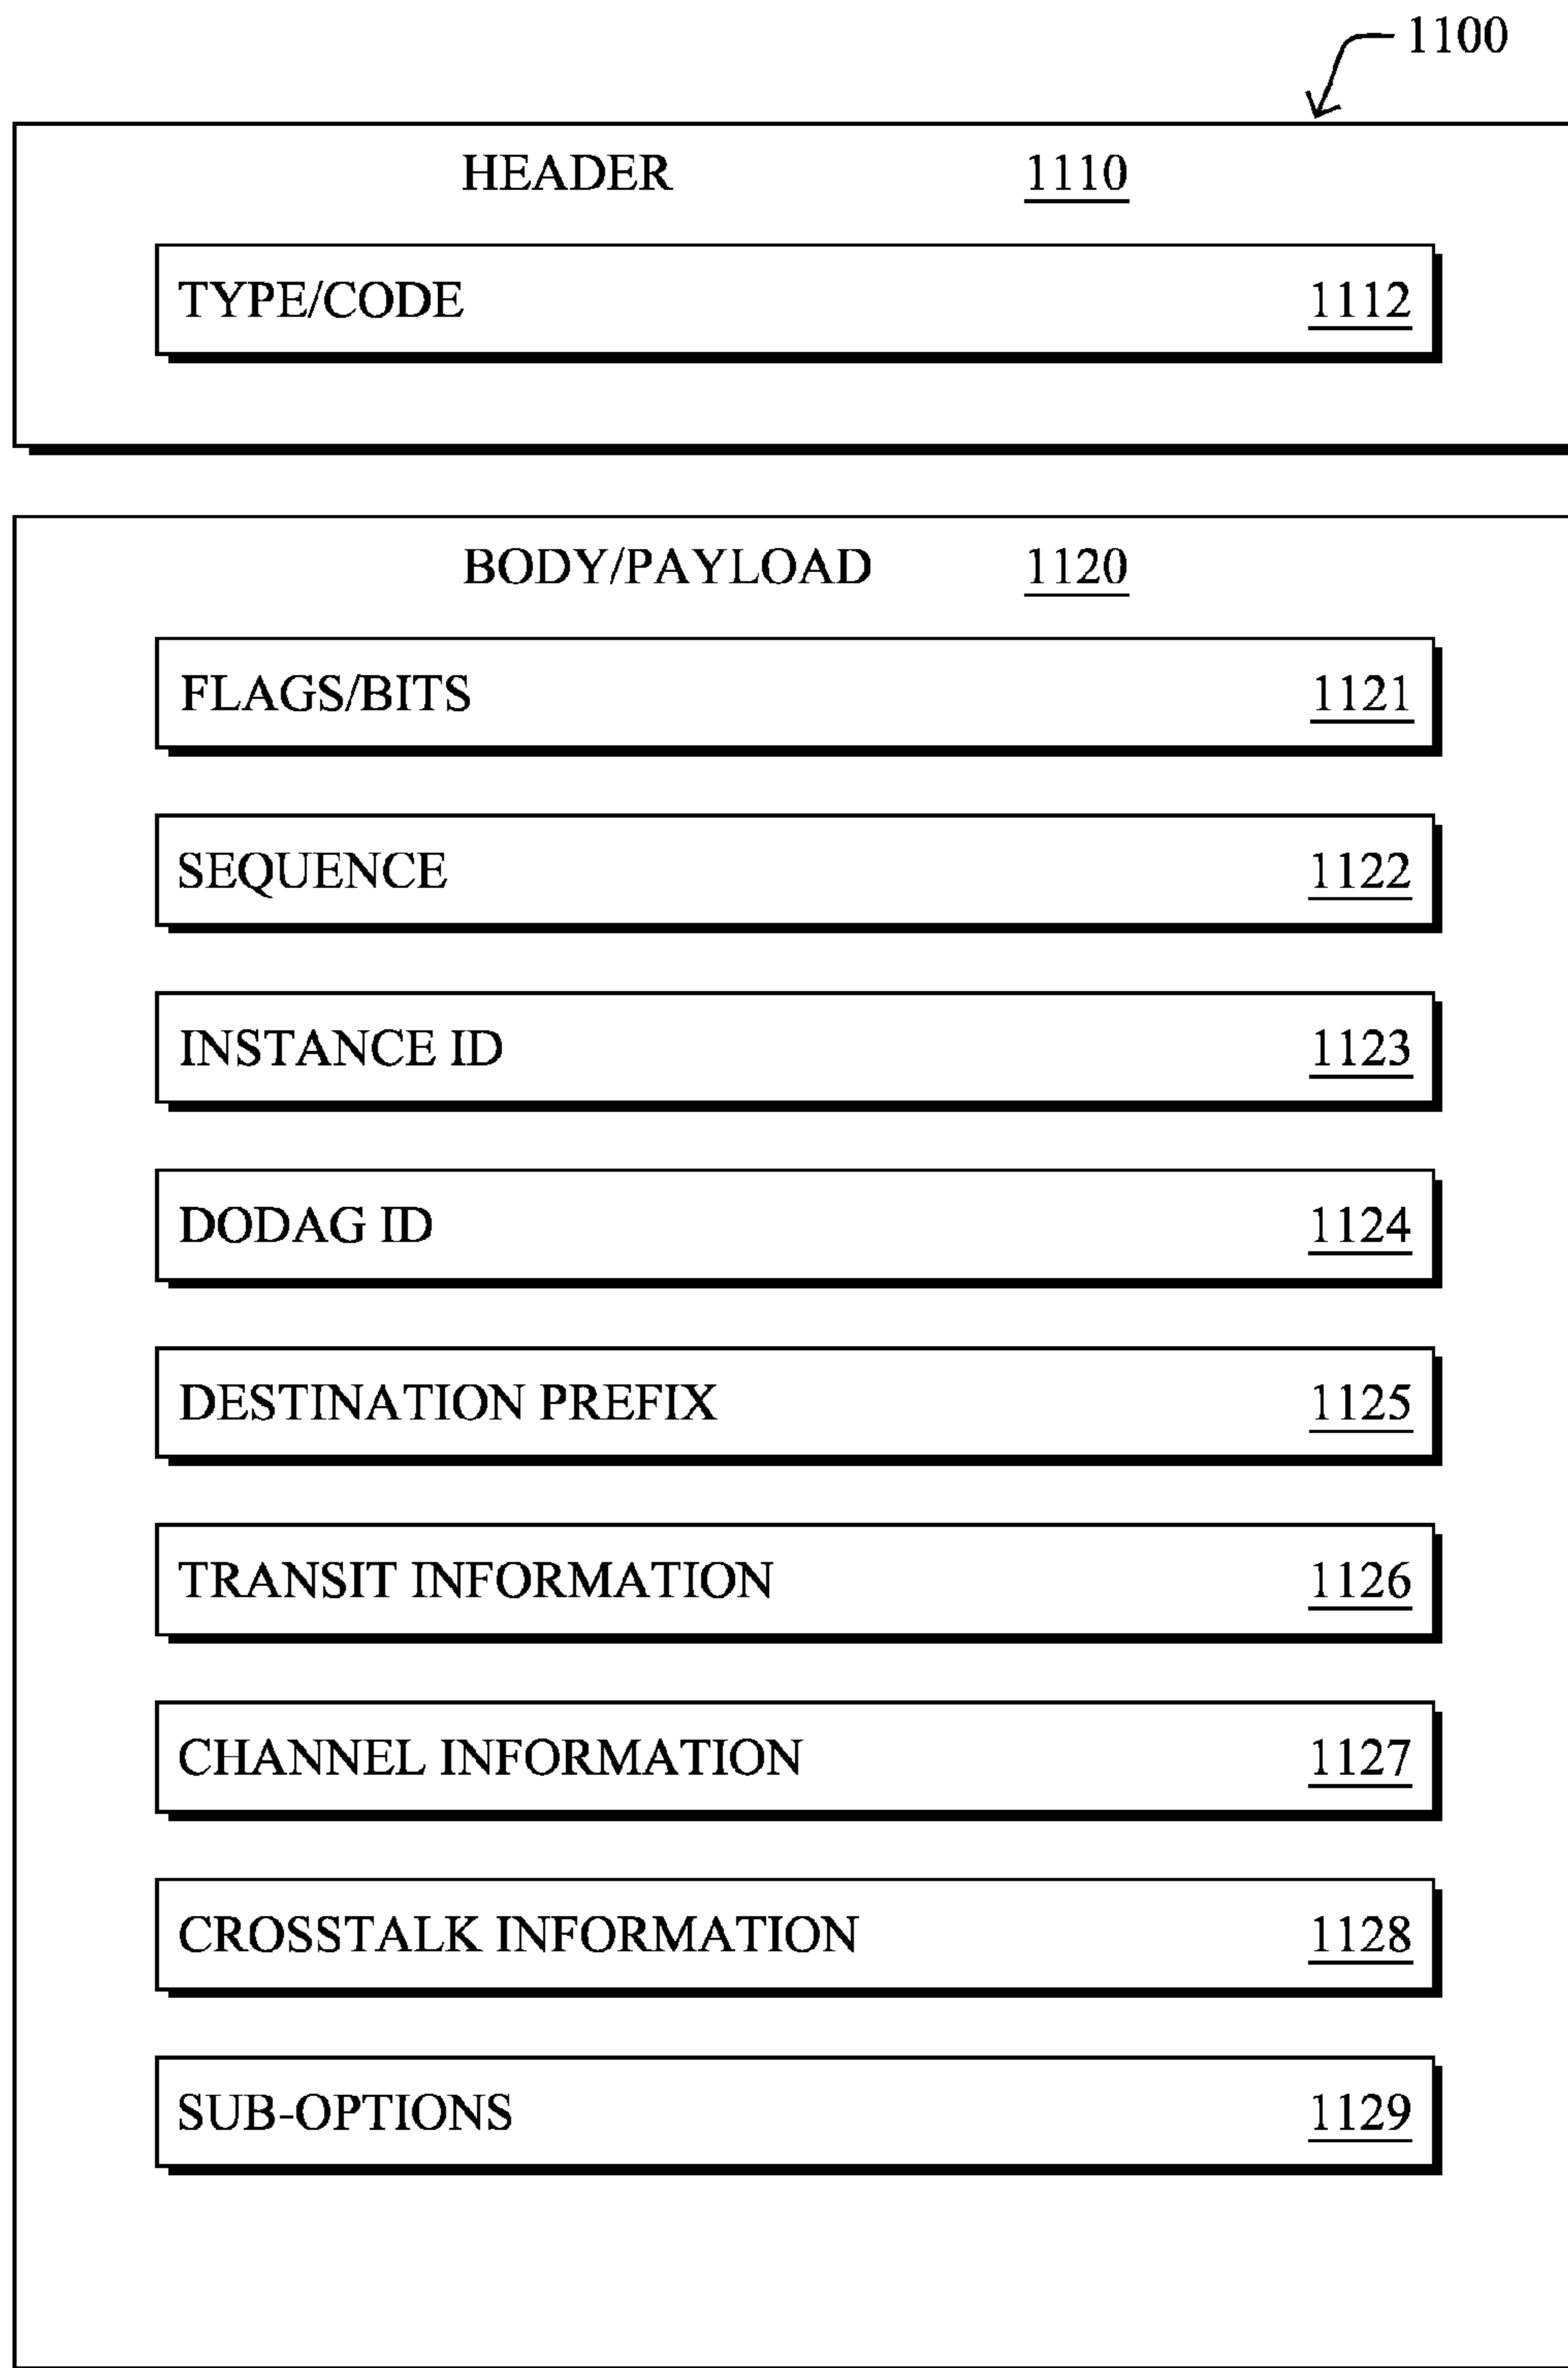 1100
HEADER 1110
TYPE/CODE 1112
BODY/PAYLOAD 1120
FLAGS/BITS 1121
SEQUENCE 1122
INSTANCE ID 1123
DODAG ID 1124
DESTINATION PREFIX 1125
TRANSIT INFORMATION 1126
CHANNEL INFORMATION 1127
CROSSTALK INFORMATION 1128
SUB-OPTIONS 1129